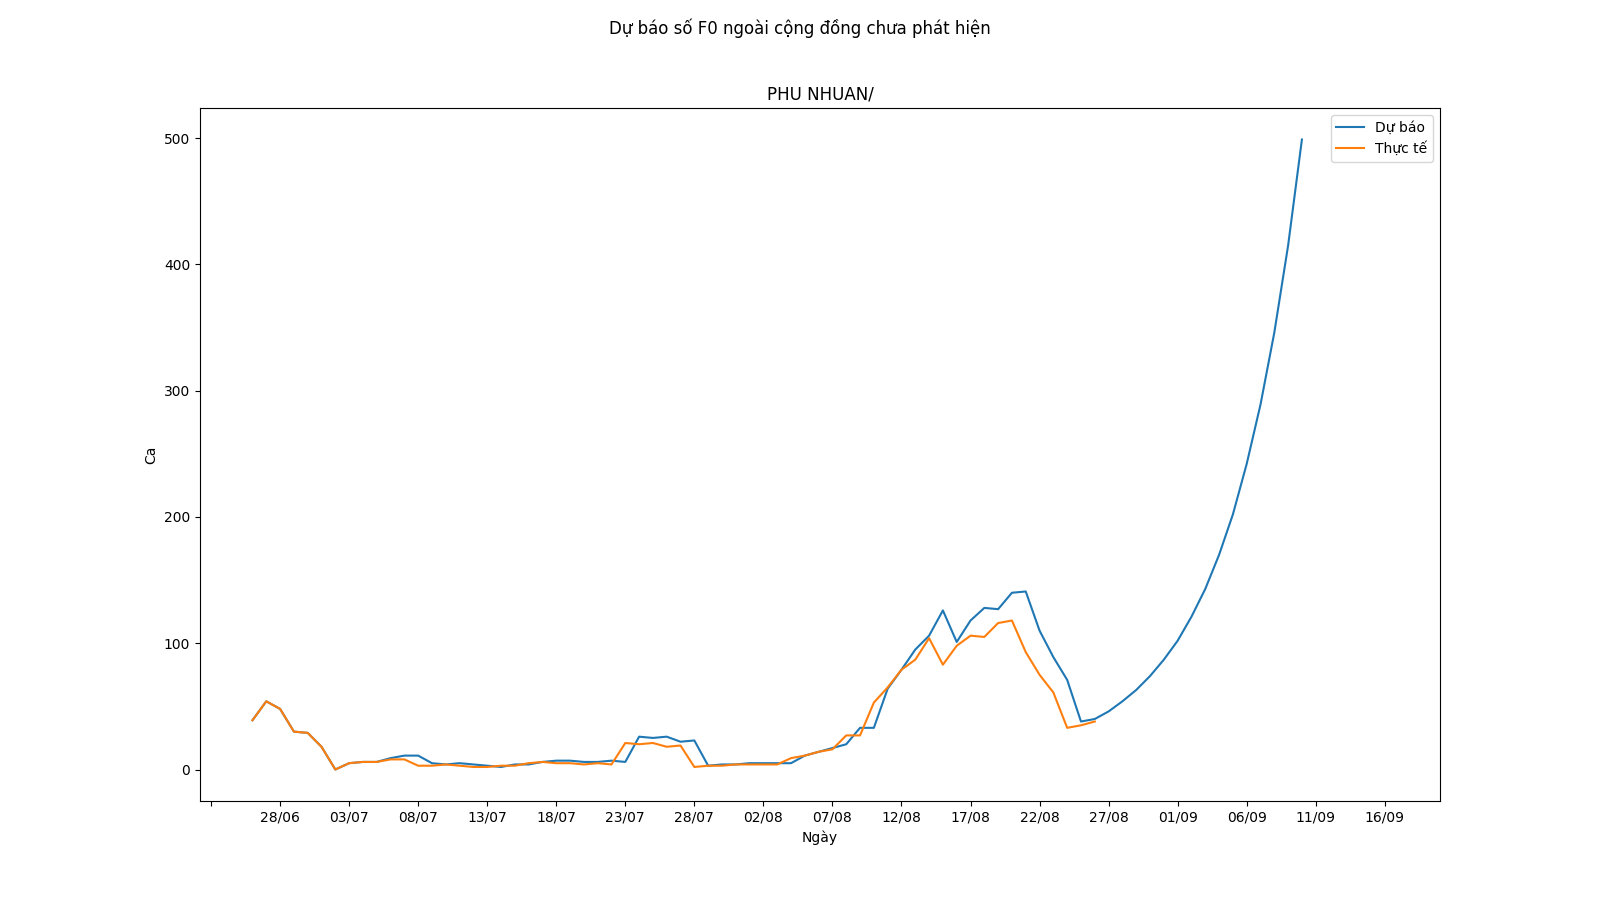 Dự báo số F0 ngoài cộng đồng chưa phát hiện
PHU NHUAN/
Dự báo
Thực tế
500
400
300
200
100
0
Ca
28/06 03/07 08/07 13/07 18/07 23/07 28/07 02/08 07/08 12/08 17/08 22/08 27/08 01/09 06/09 11/09 16/09
Ngày